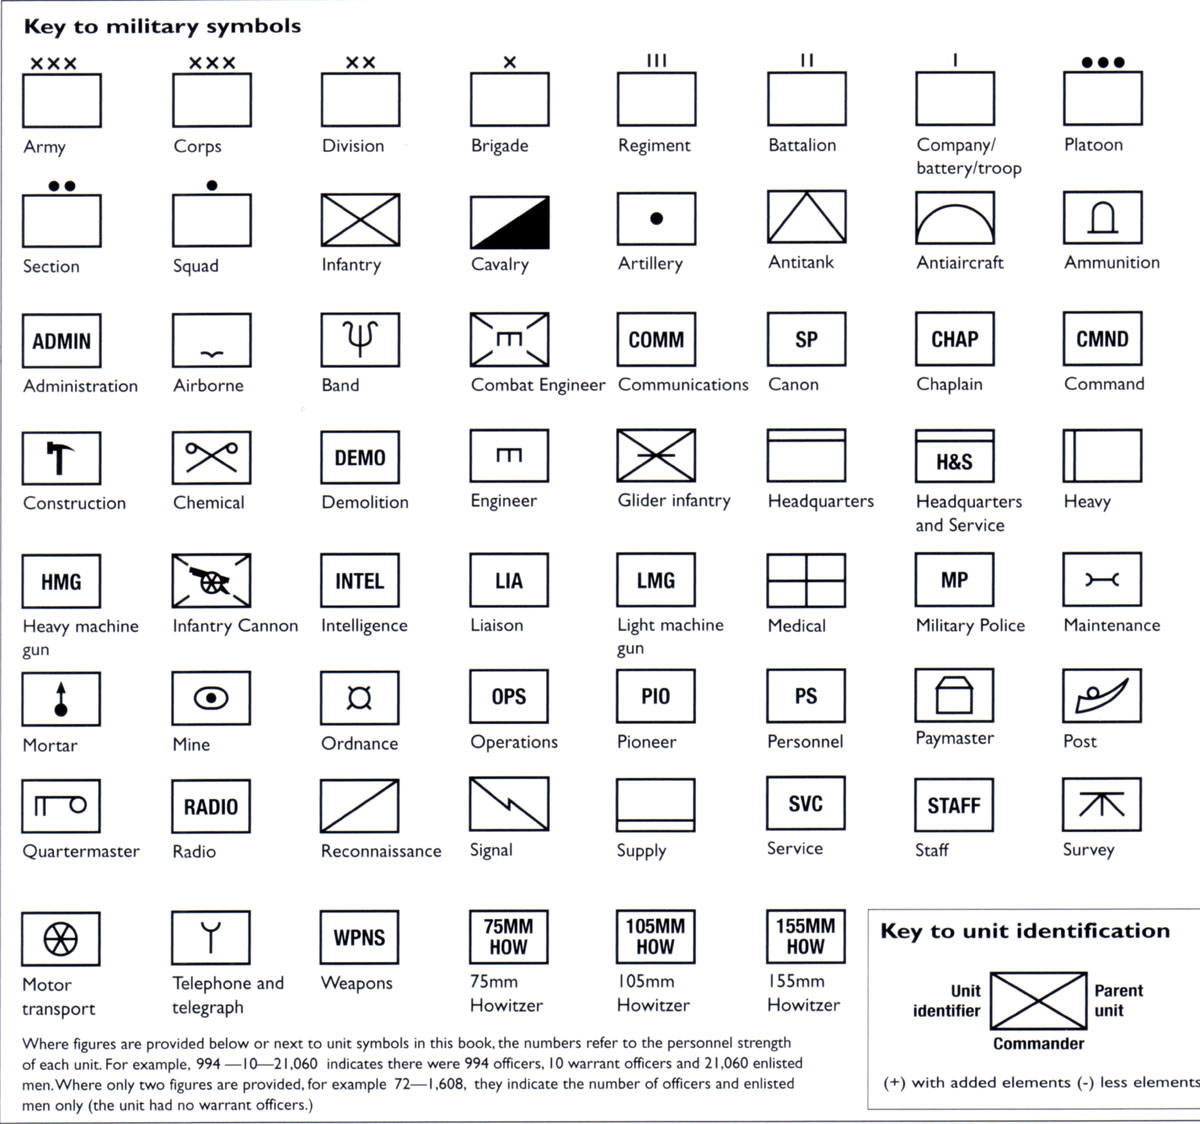 Key to military symbols
××× ××× ×× × III II I •••
Army Corps Division Brigade Regiment Battalion Company/ Platoon
battery/troop
•• •
Section Squad Infantry Cavalry Artillery Antitank Antiaircraft Ammunition
ADMIN COMM SP CHAP CMND
Administration Airborne Band Combat Engineer Communications Canon Chaplain Command
DEMO H&S
Construction Chemical Demolition Engineer Glider infantry Headquarters Headquarters Heavy
and Service
HMG INTEL LIA LMG MP
Heavy machine Infantry Cannon Intelligence Liaison Light machine Medical Military Police Maintenance
gun gun
OPS PIO PS
Mortar Mine Ordnance Operations Pioneer Personnel Paymaster Post
RADIO SVC STAFF
Quartermaster Radio Reconnaissance Signal Supply Service Staff Survey
WPNS 75MM 105MM 155MM
HOW HOW HOW
Motor Telephone and Weapons 75mm 105mm 155mm
transport telegraph Howitzer Howitzer Howitzer
Where figures are provided below or next to unit symbols in this book, the numbers refer to the personnel strength
of each unit. For example, 994 —10—21,060 indicates there were 994 officers, 10 warrant officers and 21,060 enlisted
men. Where only two figures are provided, for example 72—1,608, they indicate the number of officers and enlisted
men only (the unit had no warrant officers.)
Key to unit identification
Unit Parent
identifier unit
Commander
(+) with added elements (-) less elements